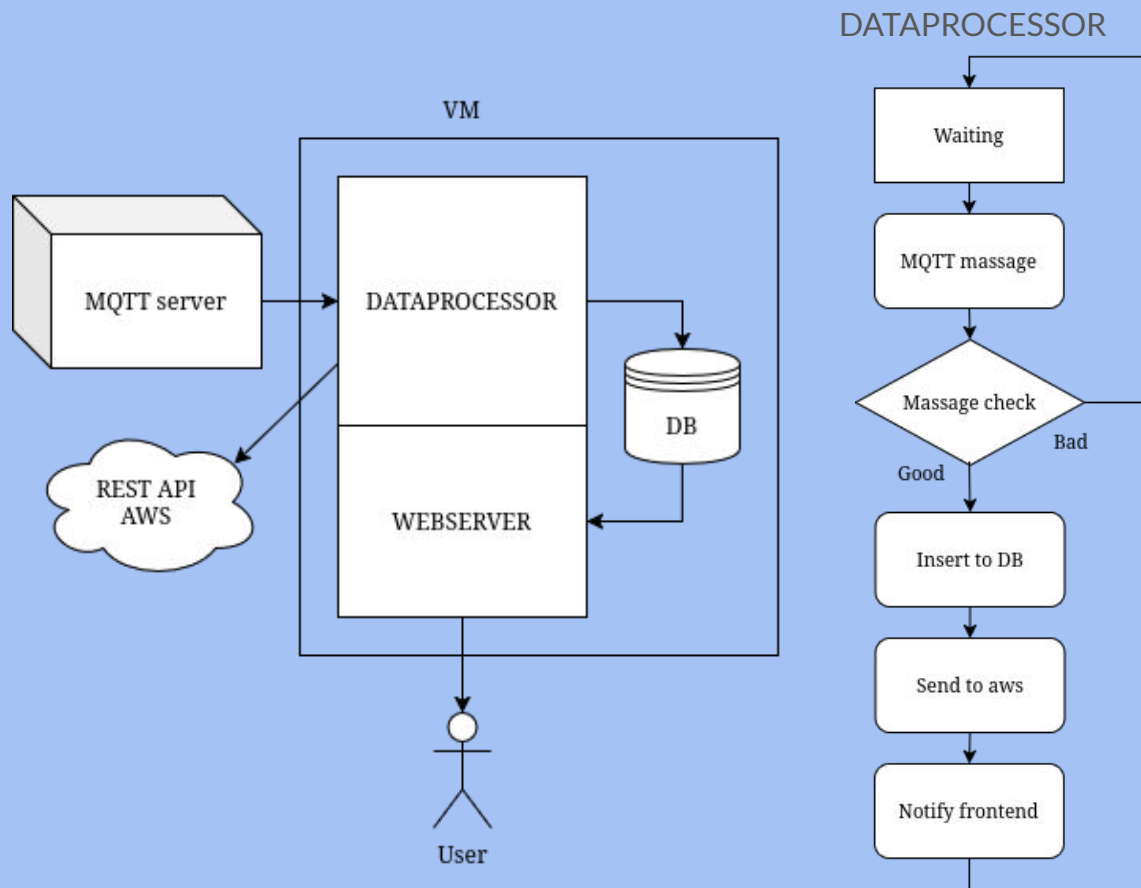 DATAPROCESSOR
VM
MQTT server
DATAPROCESSOR
DB
REST API
AWS
WEBSERVER
User
Waiting
MQTT massage
Massage check
Bad
Good
Insert to DB
Send to aws
Notify frontend